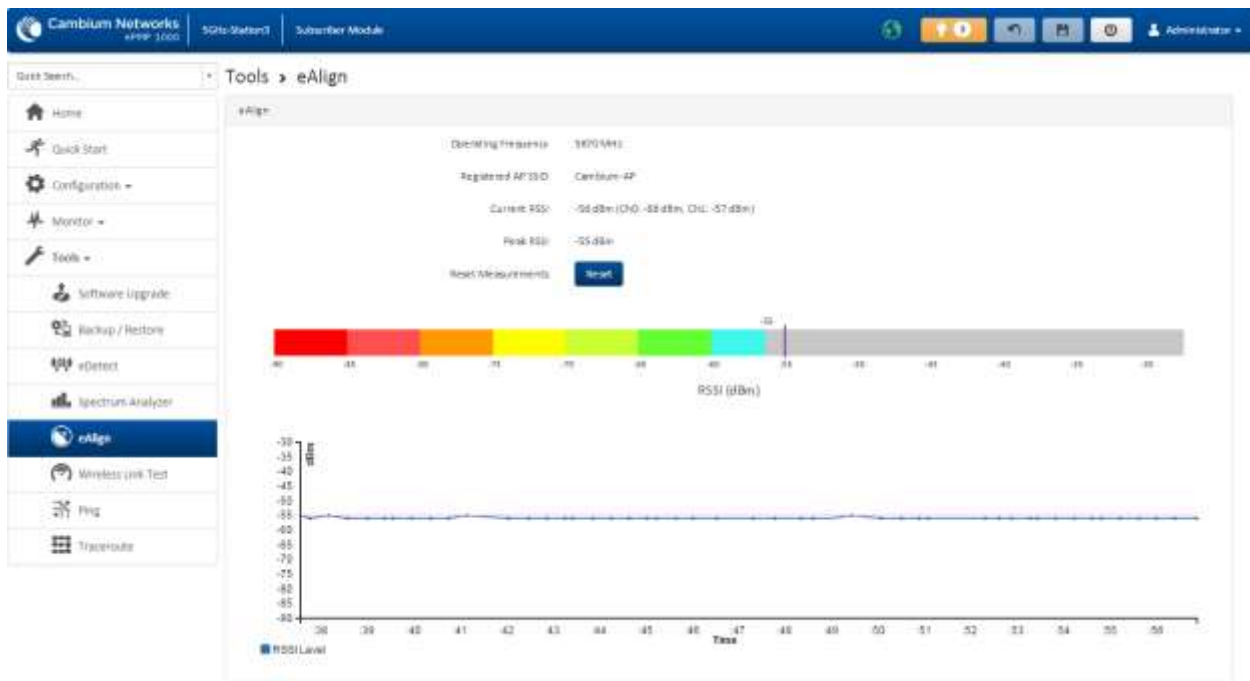 Cambium Networks
ePMP 1000
5GHz-Station3
Subscriber Module
Administrator
Quick Search...
Tools > eAlign
Home
Quick Start
Configuration
Monitor
Tools
Software Upgrade
Backup / Restore
eDetect
Spectrum Analyzer
eAlign
Wireless Link Test
Ping
Traceroute
eAlign
Operating Frequency
Registered AP SSID Cambium-AP
Current RSSI
Peak RSSI -55 dBm
Reset Measurements Reset
RSSI (dBm)
dBm
-30
-35
-40
-45
-50
-55
-60
-65
-70
-75
-80
-85
-90
:38 :39 :40 :41 :42 :43 :44 :45 :46 :47 :48 :49 :50 :51 :52 :53 :54 :55 :56
Time
RSSI Level